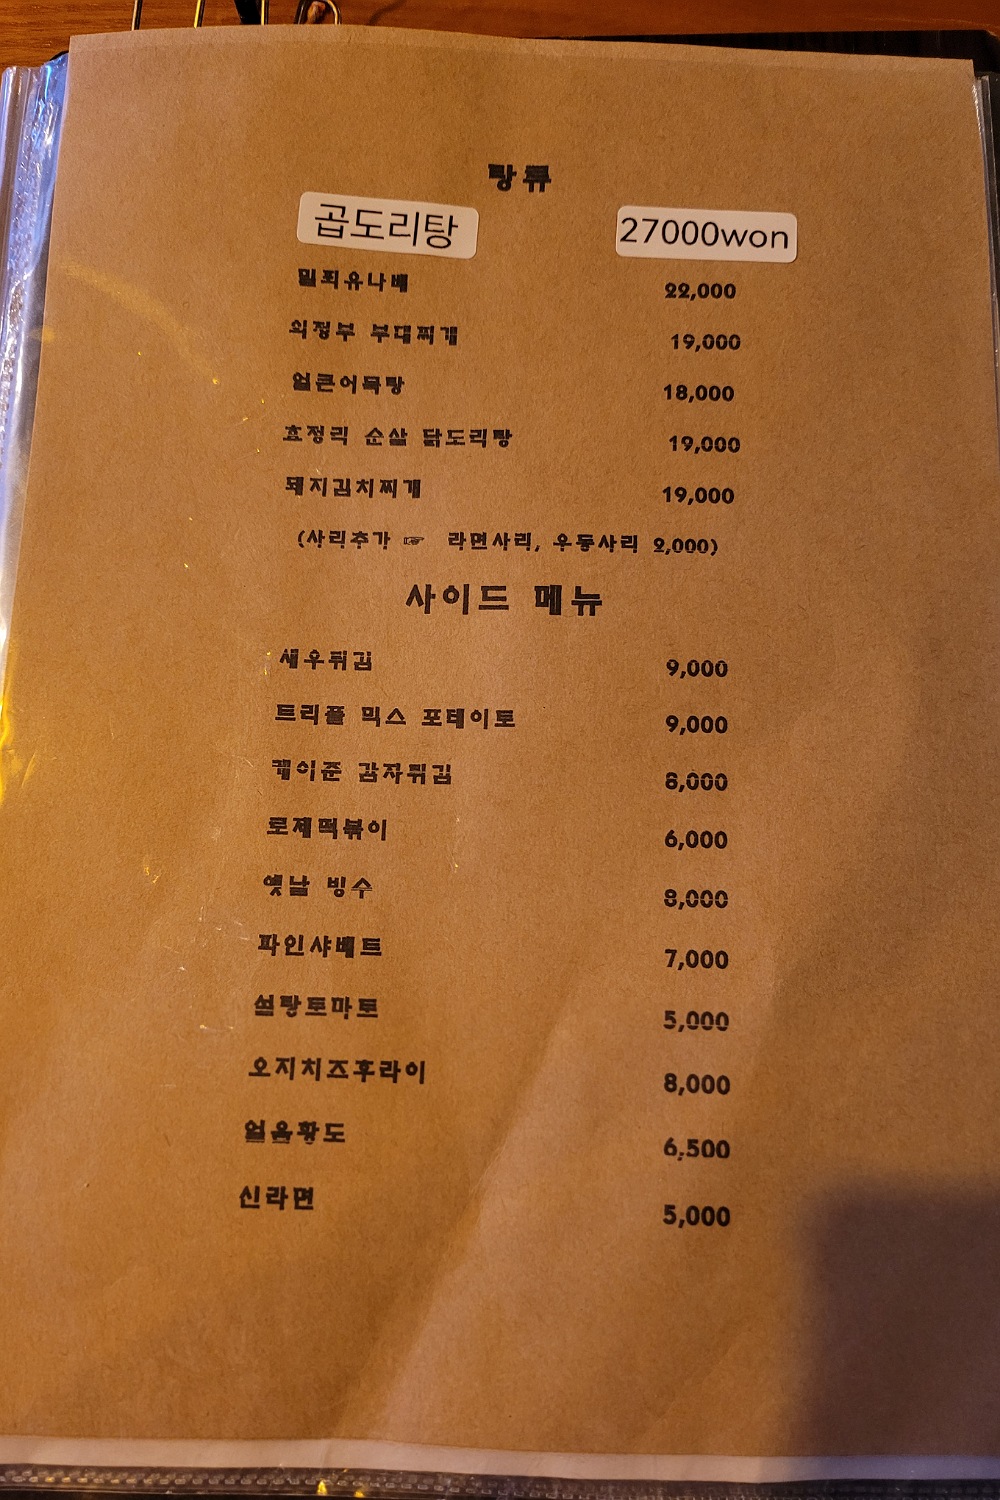 탕류
곱도리탕 27000won
밀푀유나베 22,000
의정부 부대찌개 19,000
얼큰어묵탕 18,000
효정리 순살 닭도리탕 19,000
돼지김치찌개 19,000
(사리추가 ☞ 라면사리, 우동사리 2,000)
사이드 메뉴
새우튀김 9,000
트리플 믹스 포테이토 9,000
케이준 감자튀김 8,000
로제떡볶이 6,000
옛날 빙수 8,000
파인샤베트 7,000
설탕토마토 5,000
오지치즈후라이 8,000
얼음황도 6,500
신라면 5,000